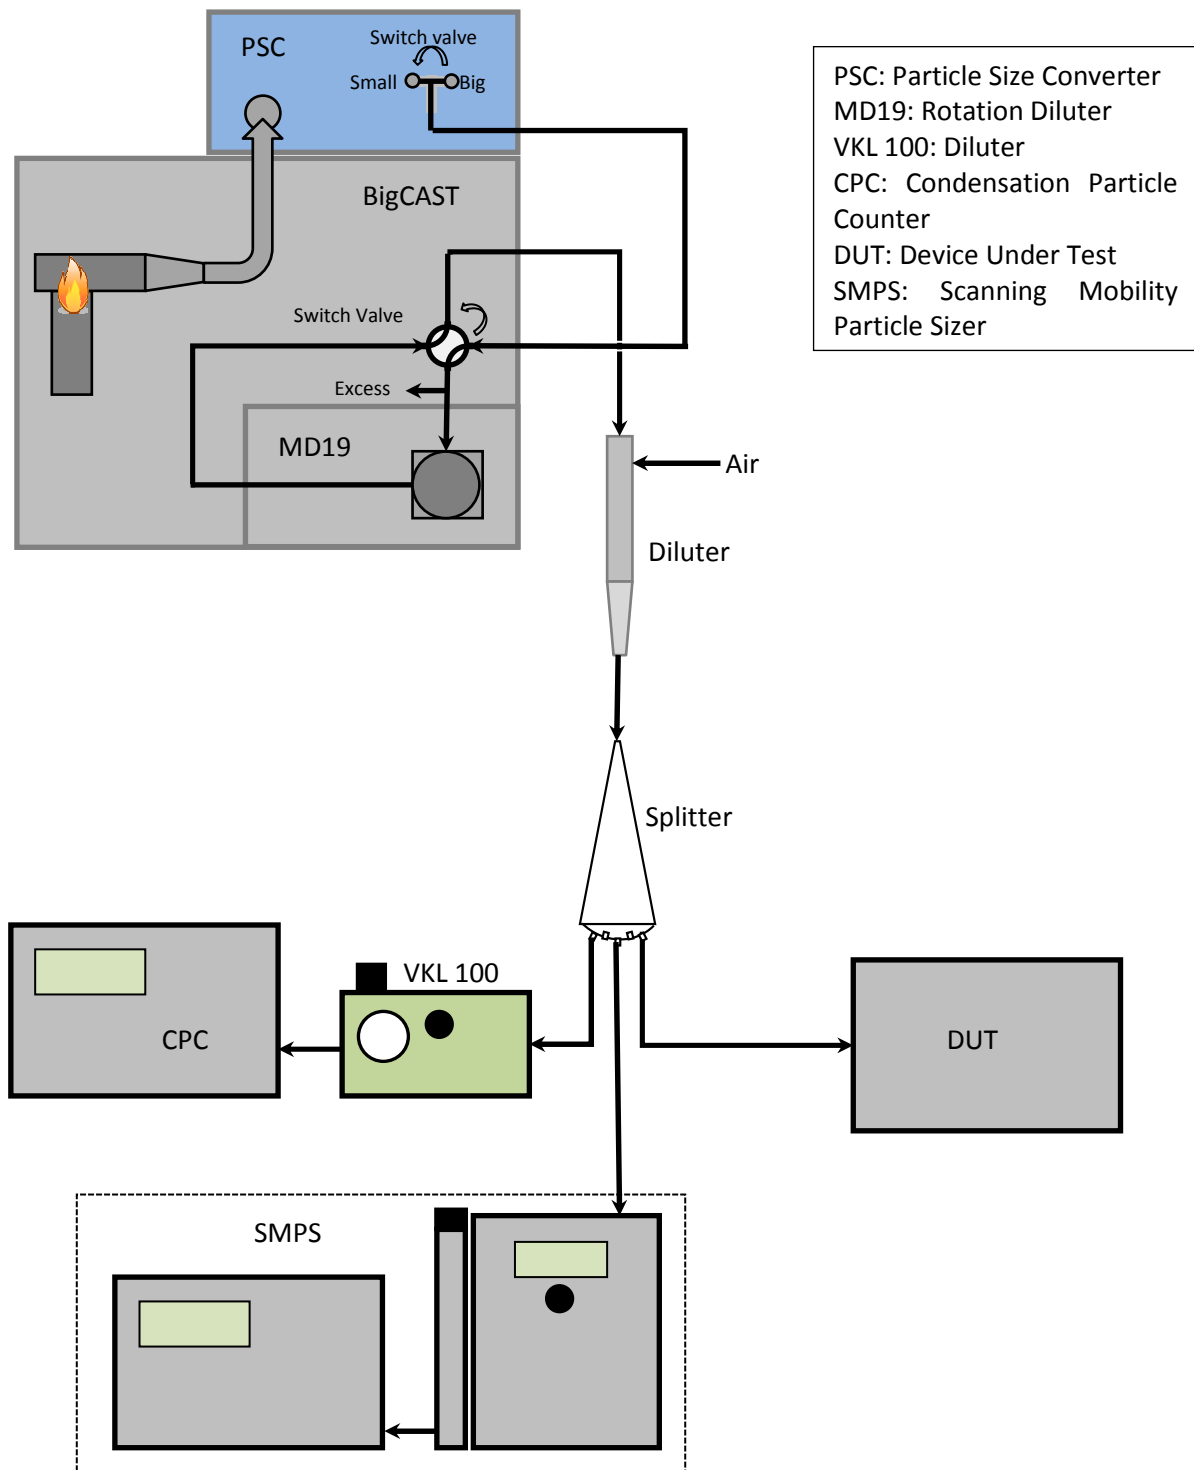 PSC
Switch valve
Small
Big
BigCAST
Switch Valve
Excess
MD19
PSC: Particle Size Converter
MD19: Rotation Diluter
VKL 100: Diluter
CPC: Condensation Particle
Counter
DUT: Device Under Test
SMPS: Scanning Mobility
Particle Sizer
Air
Diluter
Splitter
VKL 100
CPC
DUT
SMPS